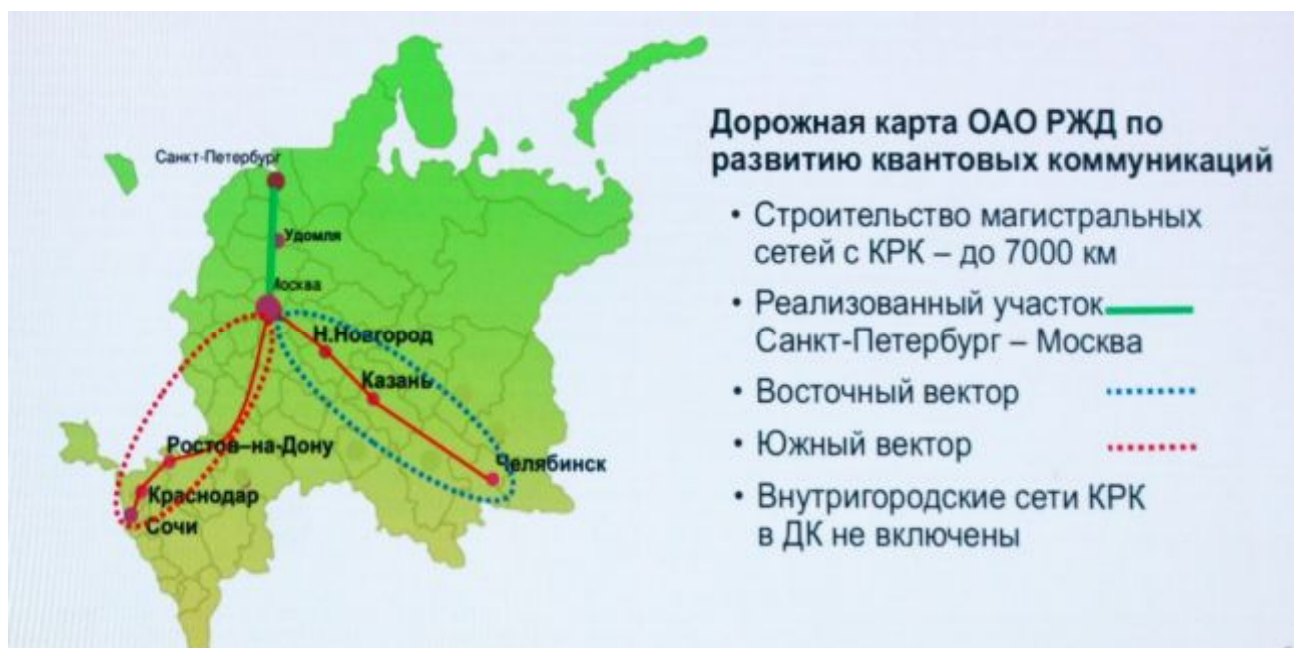 Санкт-Петербург
Удомля
Москва
Н.Новгород
Казань
Ростов–на-Дону
Челябинск
Краснодар
Сочи
Дорожная карта ОАО РЖД по
развитию квантовых коммуникаций
• Строительство магистральных
сетей с КРК – до 7000 км
• Реализованный участок
Санкт-Петербург – Москва
• Восточный вектор
• Южный вектор
• Внутригородские сети КРК
в ДК не включены